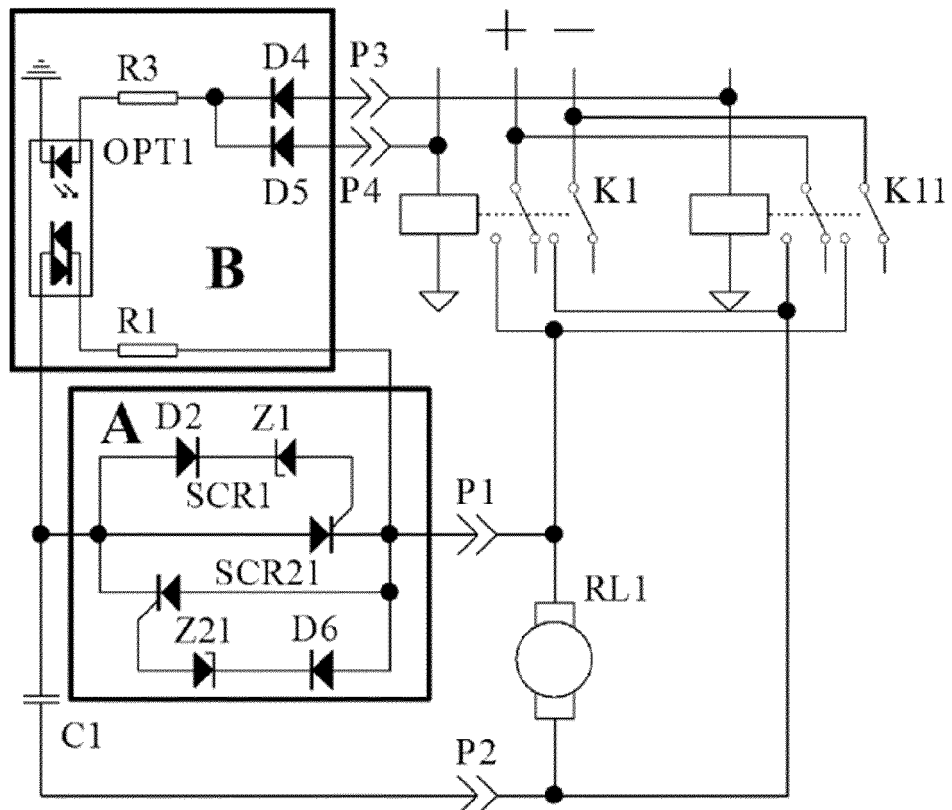 + −
D4 P3
R3
OPT1
D5 P4
K1 K11
B
R1
A D2 Z1
SCR1
P1
SCR21
RL1
Z21 D6
C1
P2